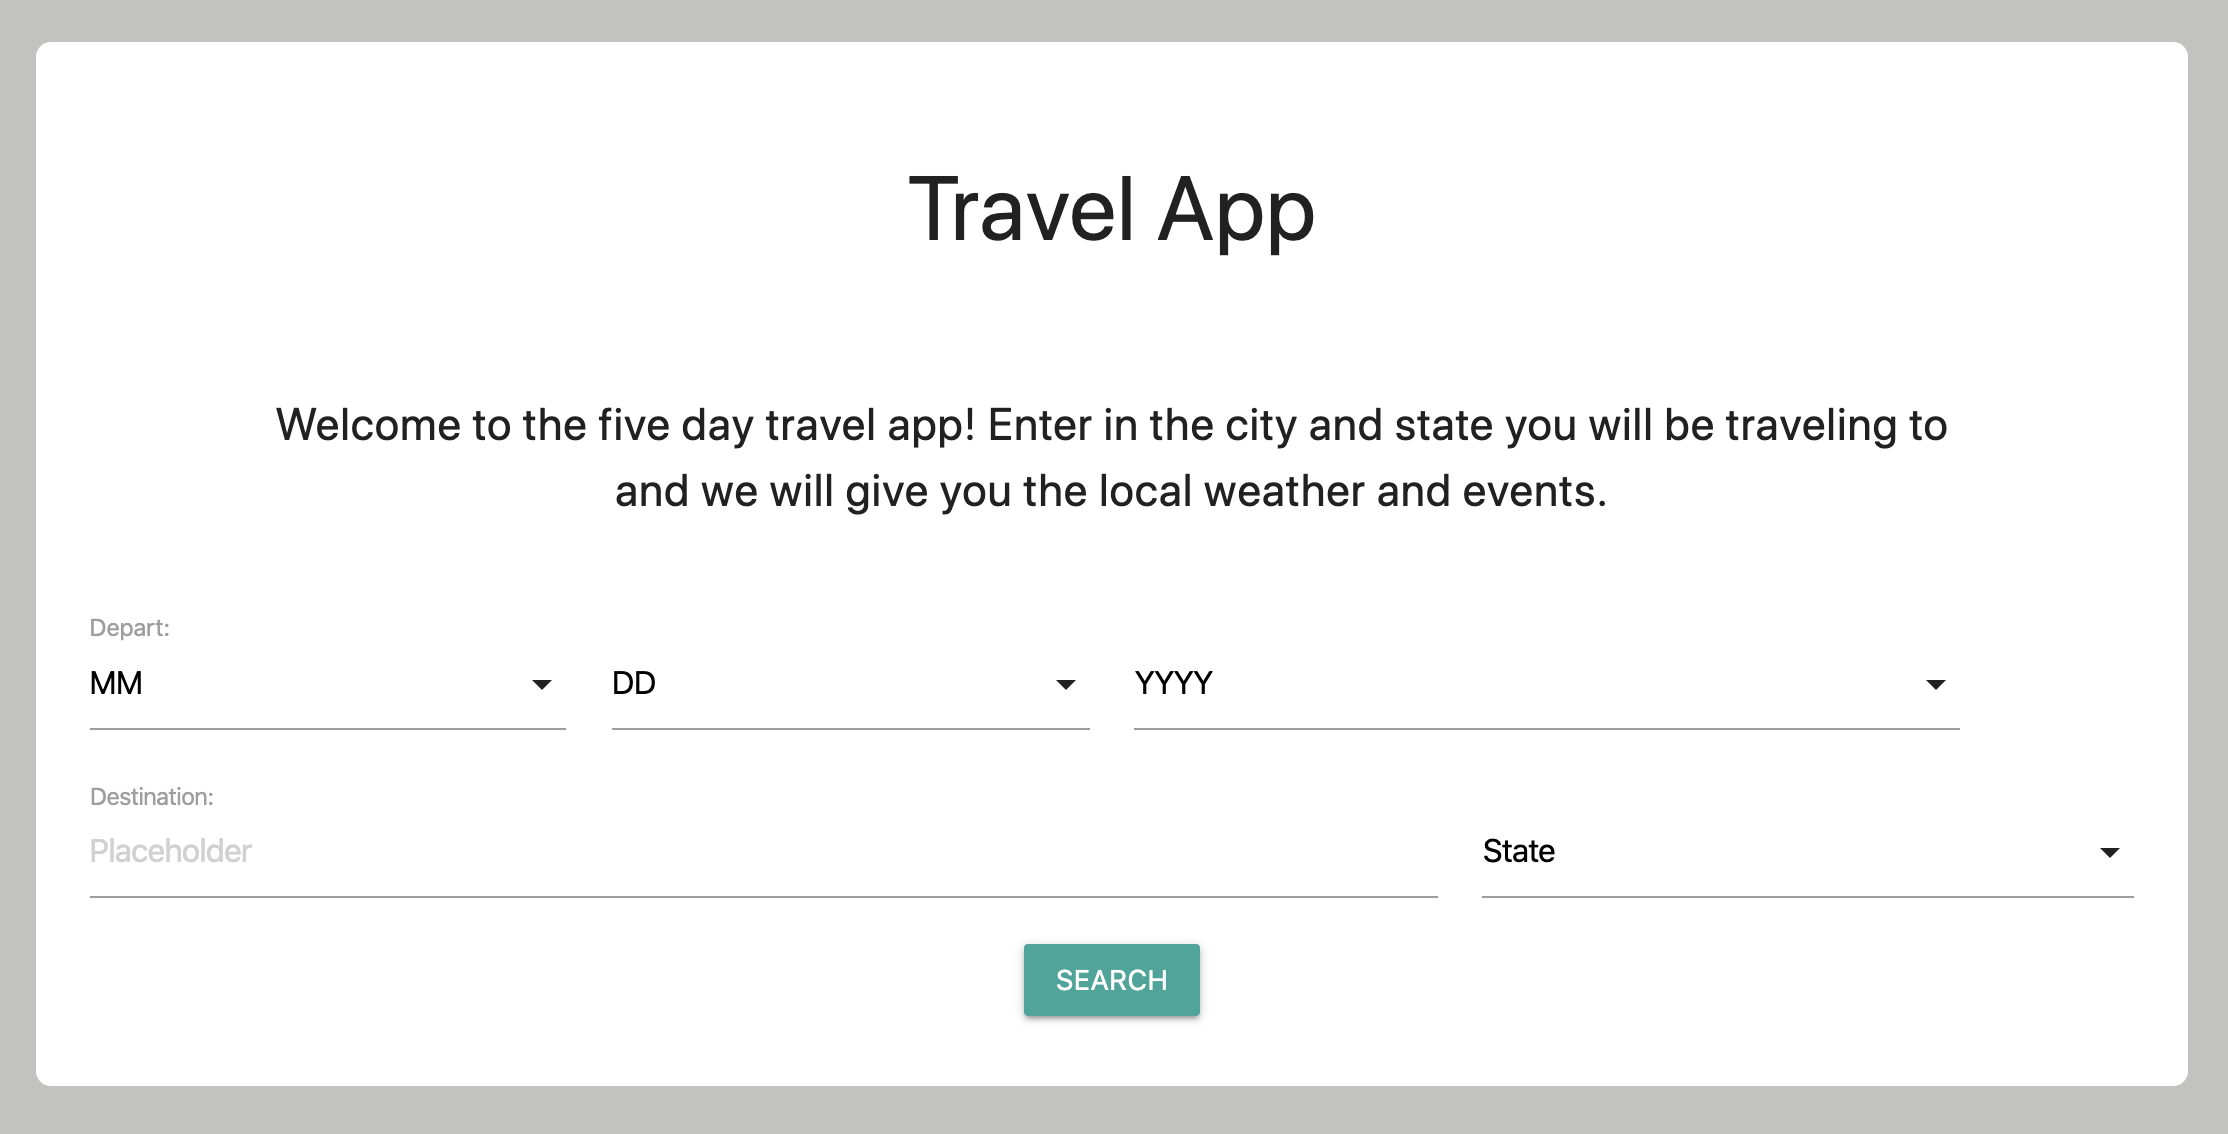 Travel App
Welcome to the five day travel app! Enter in the city and state you will be traveling to
and we will give you the local weather and events.
Depart:
MM DD YYYY
Destination:
Placeholder State
SEARCH